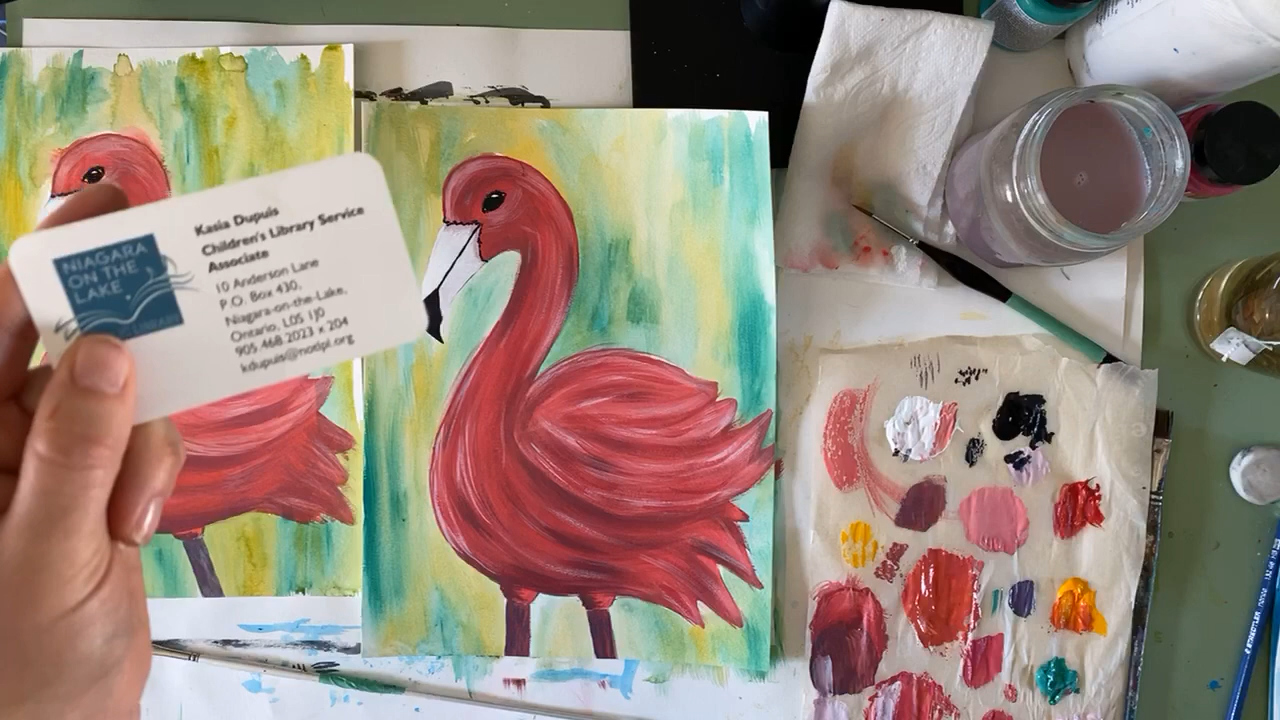 NIAGARA
ON THE
LAKE
Kasia Dupuis
Children's Library Service
Associate
10 Anderson Lane
P.O. Box 430,
Niagara-on-the-Lake,
Ontario, L0S 1J0
905.468.2023 x 204
kdupuis@notlpl.org
STAEDTLER